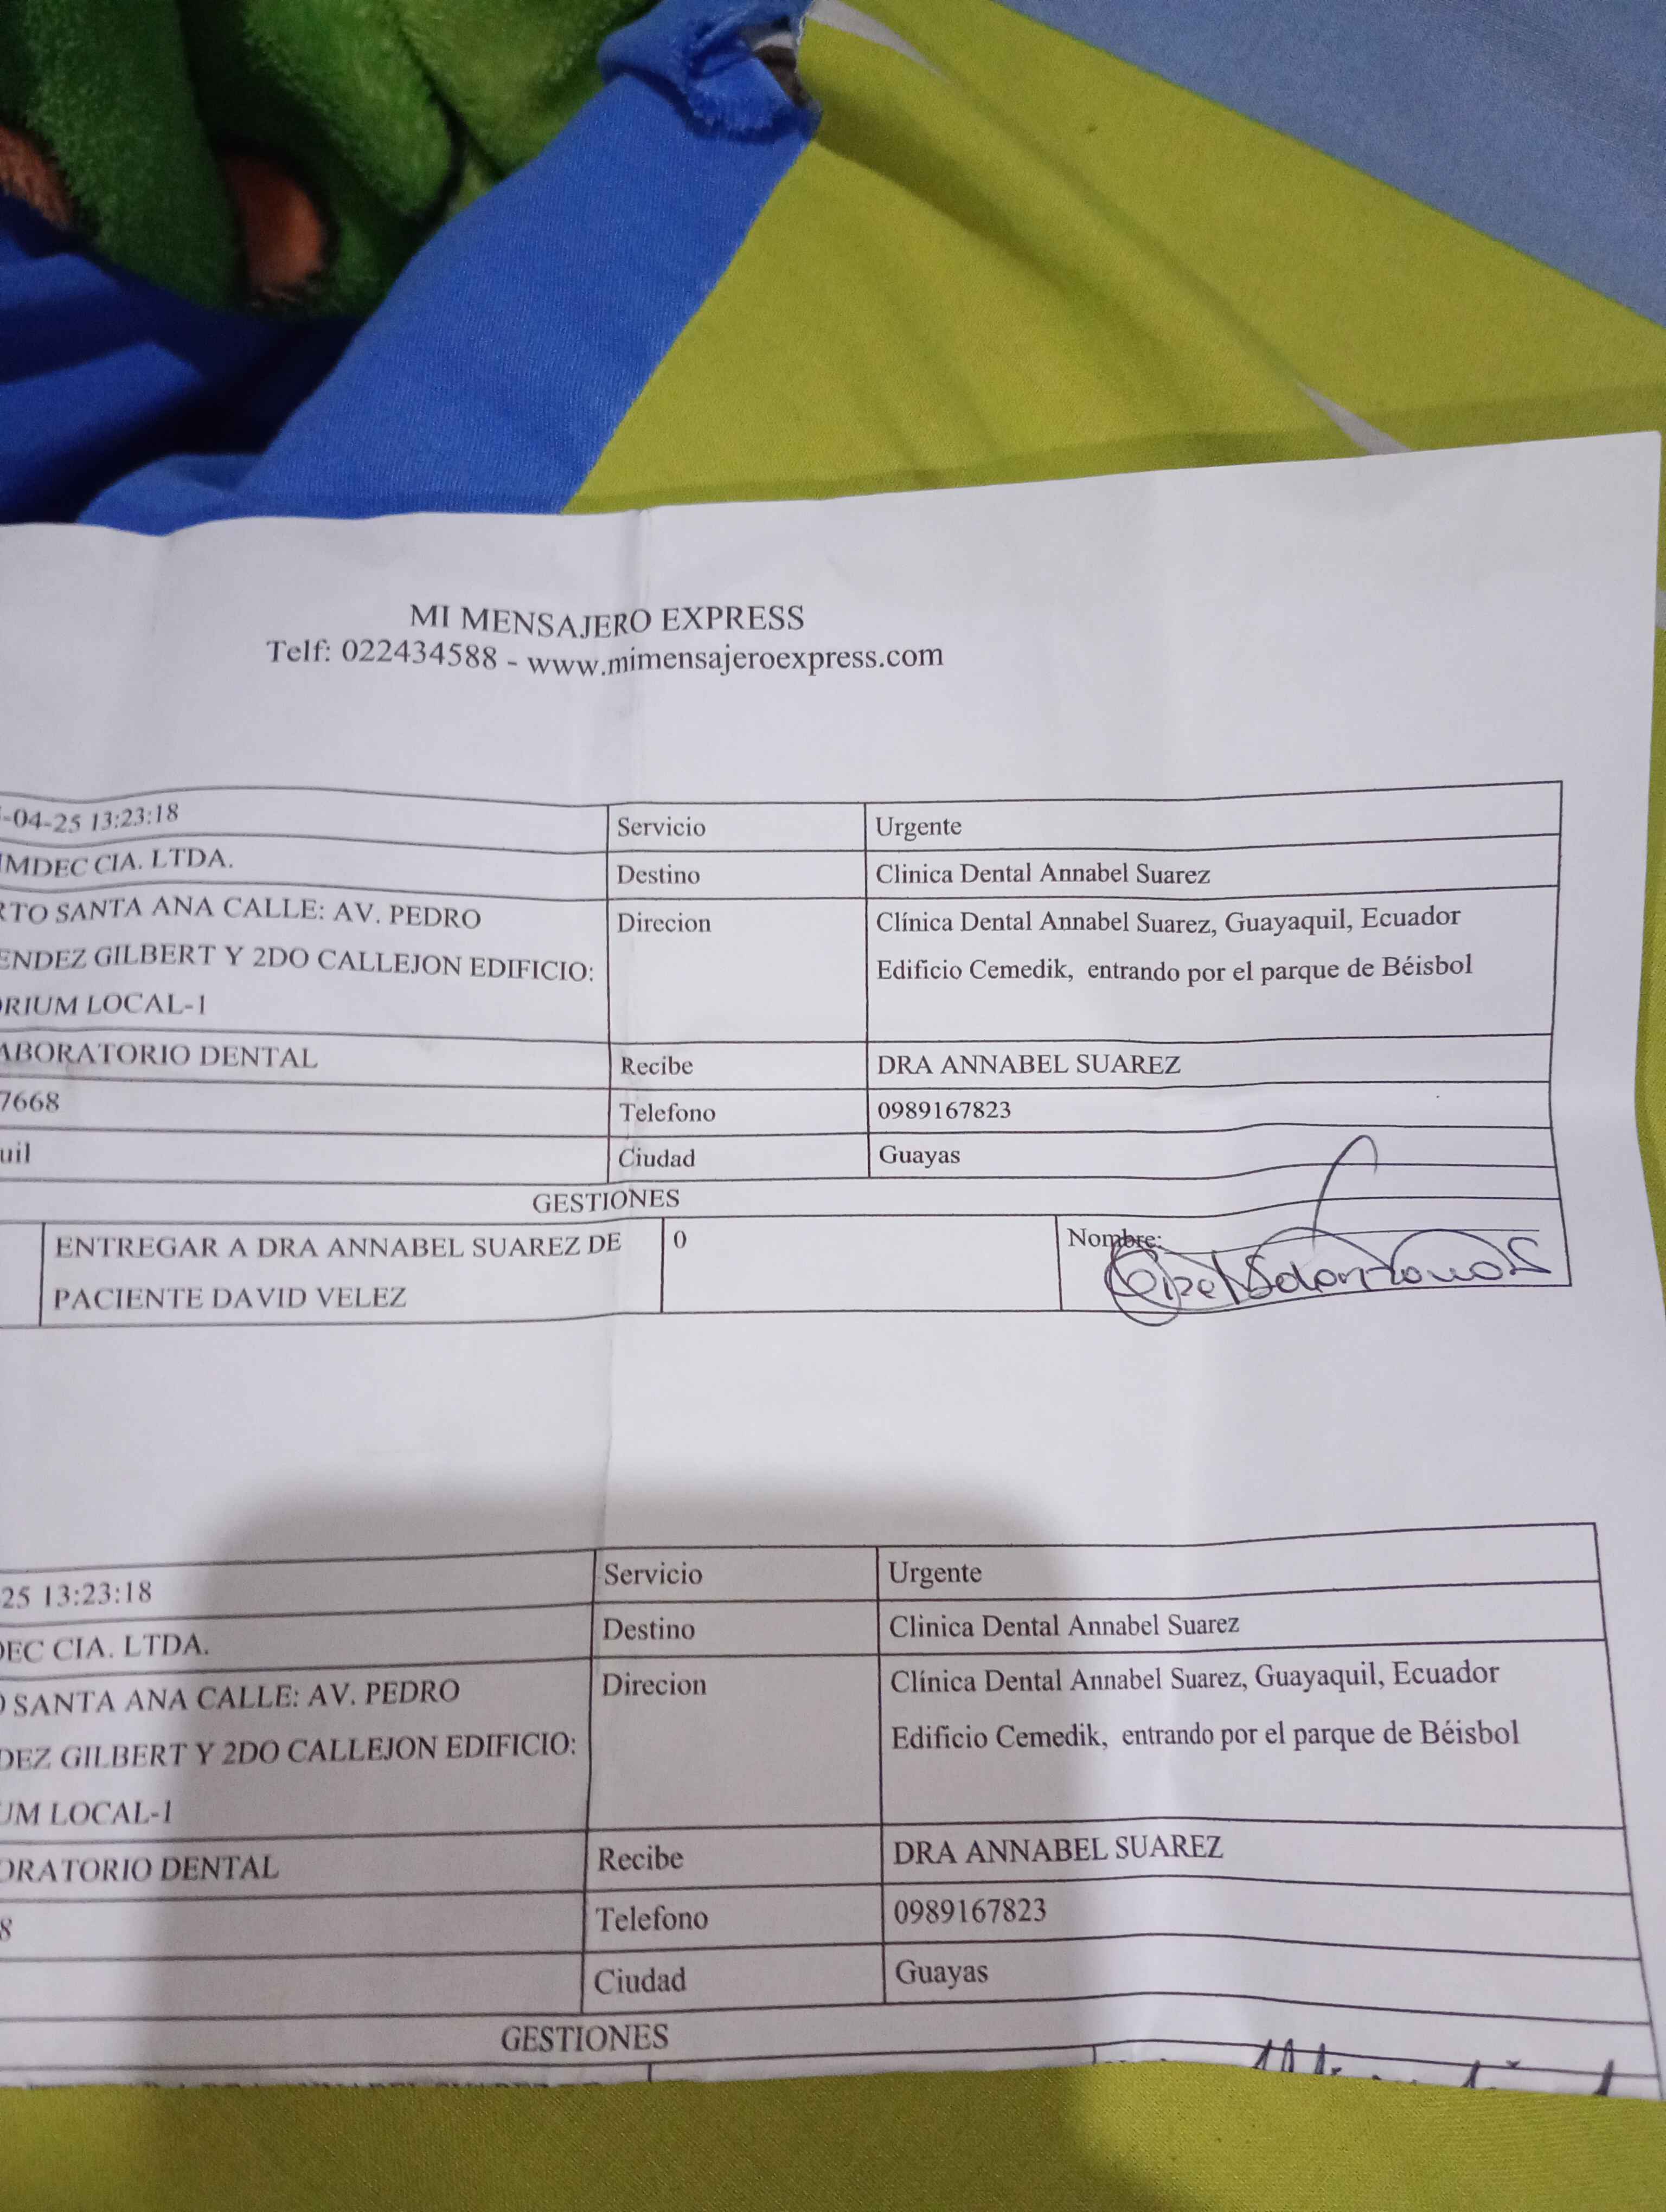 MI MENSAJERO EXPRESS
Telf: 022434588 - www.mimensajeroexpress.com
-04-25 13:23:18 Servicio Urgente
MDEC CIA. LTDA. Destino Clinica Dental Annabel Suarez
RTO SANTA ANA CALLE: AV. PEDRO Direcion Clínica Dental Annabel Suarez, Guayaquil, Ecuador
ENDEZ GILBERT Y 2DO CALLEJON EDIFICIO: Edificio Cemedik, entrando por el parque de Béisbol
RIUM LOCAL-1
ABORATORIO DENTAL Recibe DRA ANNABEL SUAREZ
7668 Telefono 0989167823
uil Ciudad Guayas
GESTIONES
ENTREGAR A DRA ANNABEL SUAREZ DE 0 Nombre:
PACIENTE DAVID VELEZ
25 13:23:18 Servicio Urgente
DEC CIA. LTDA. Destino Clinica Dental Annabel Suarez
O SANTA ANA CALLE: AV. PEDRO Direcion Clínica Dental Annabel Suarez, Guayaquil, Ecuador
DEZ GILBERT Y 2DO CALLEJON EDIFICIO: Edificio Cemedik, entrando por el parque de Béisbol
UM LOCAL-1
ORATORIO DENTAL Recibe DRA ANNABEL SUAREZ
8 Telefono 0989167823
Ciudad Guayas
GESTIONES